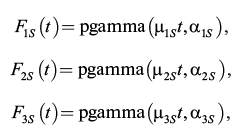 F₁S(t)=pgamma(μ₁St,α₁S),
F₂S(t)=pgamma(μ₂St,α₂S),
F₃S(t)=pgamma(μ₃St,α₃S),